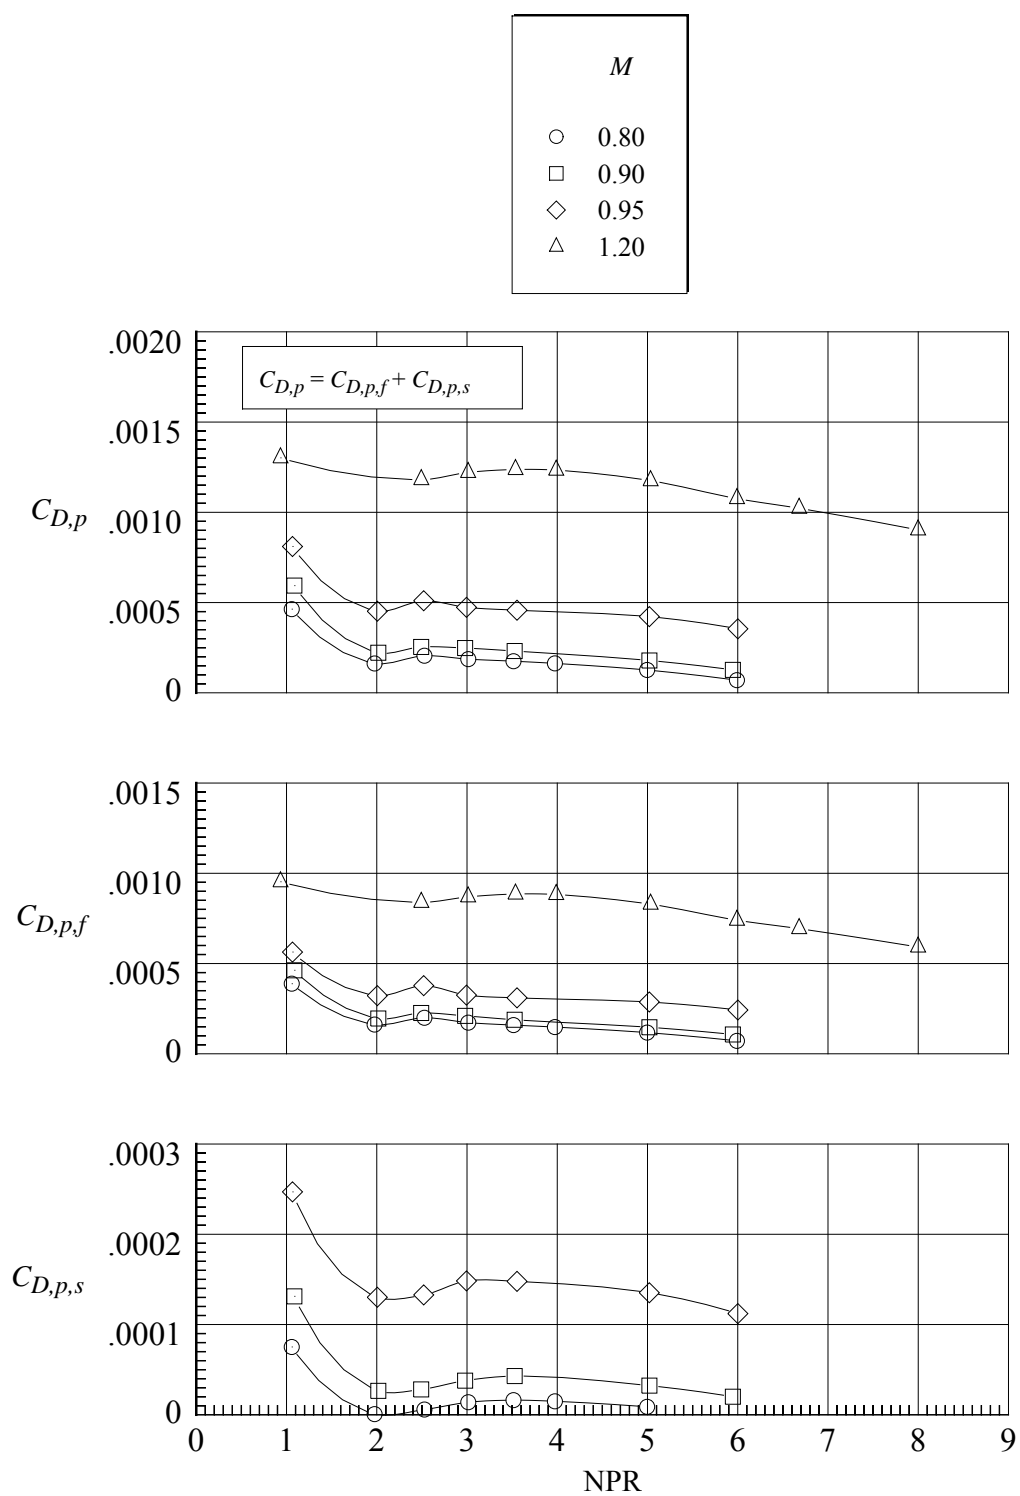 M
0.80
0.90
0.95
1.20
.0020
C_{D,p} = C_{D,p,f} + C_{D,p,s}
.0015
C_{D,p}
.0010
.0005
0
.0015
.0010
C_{D,p,f}
.0005
0
.0003
.0002
C_{D,p,s}
.0001
0
0 1 2 3 4 5 6 7 8 9
NPR